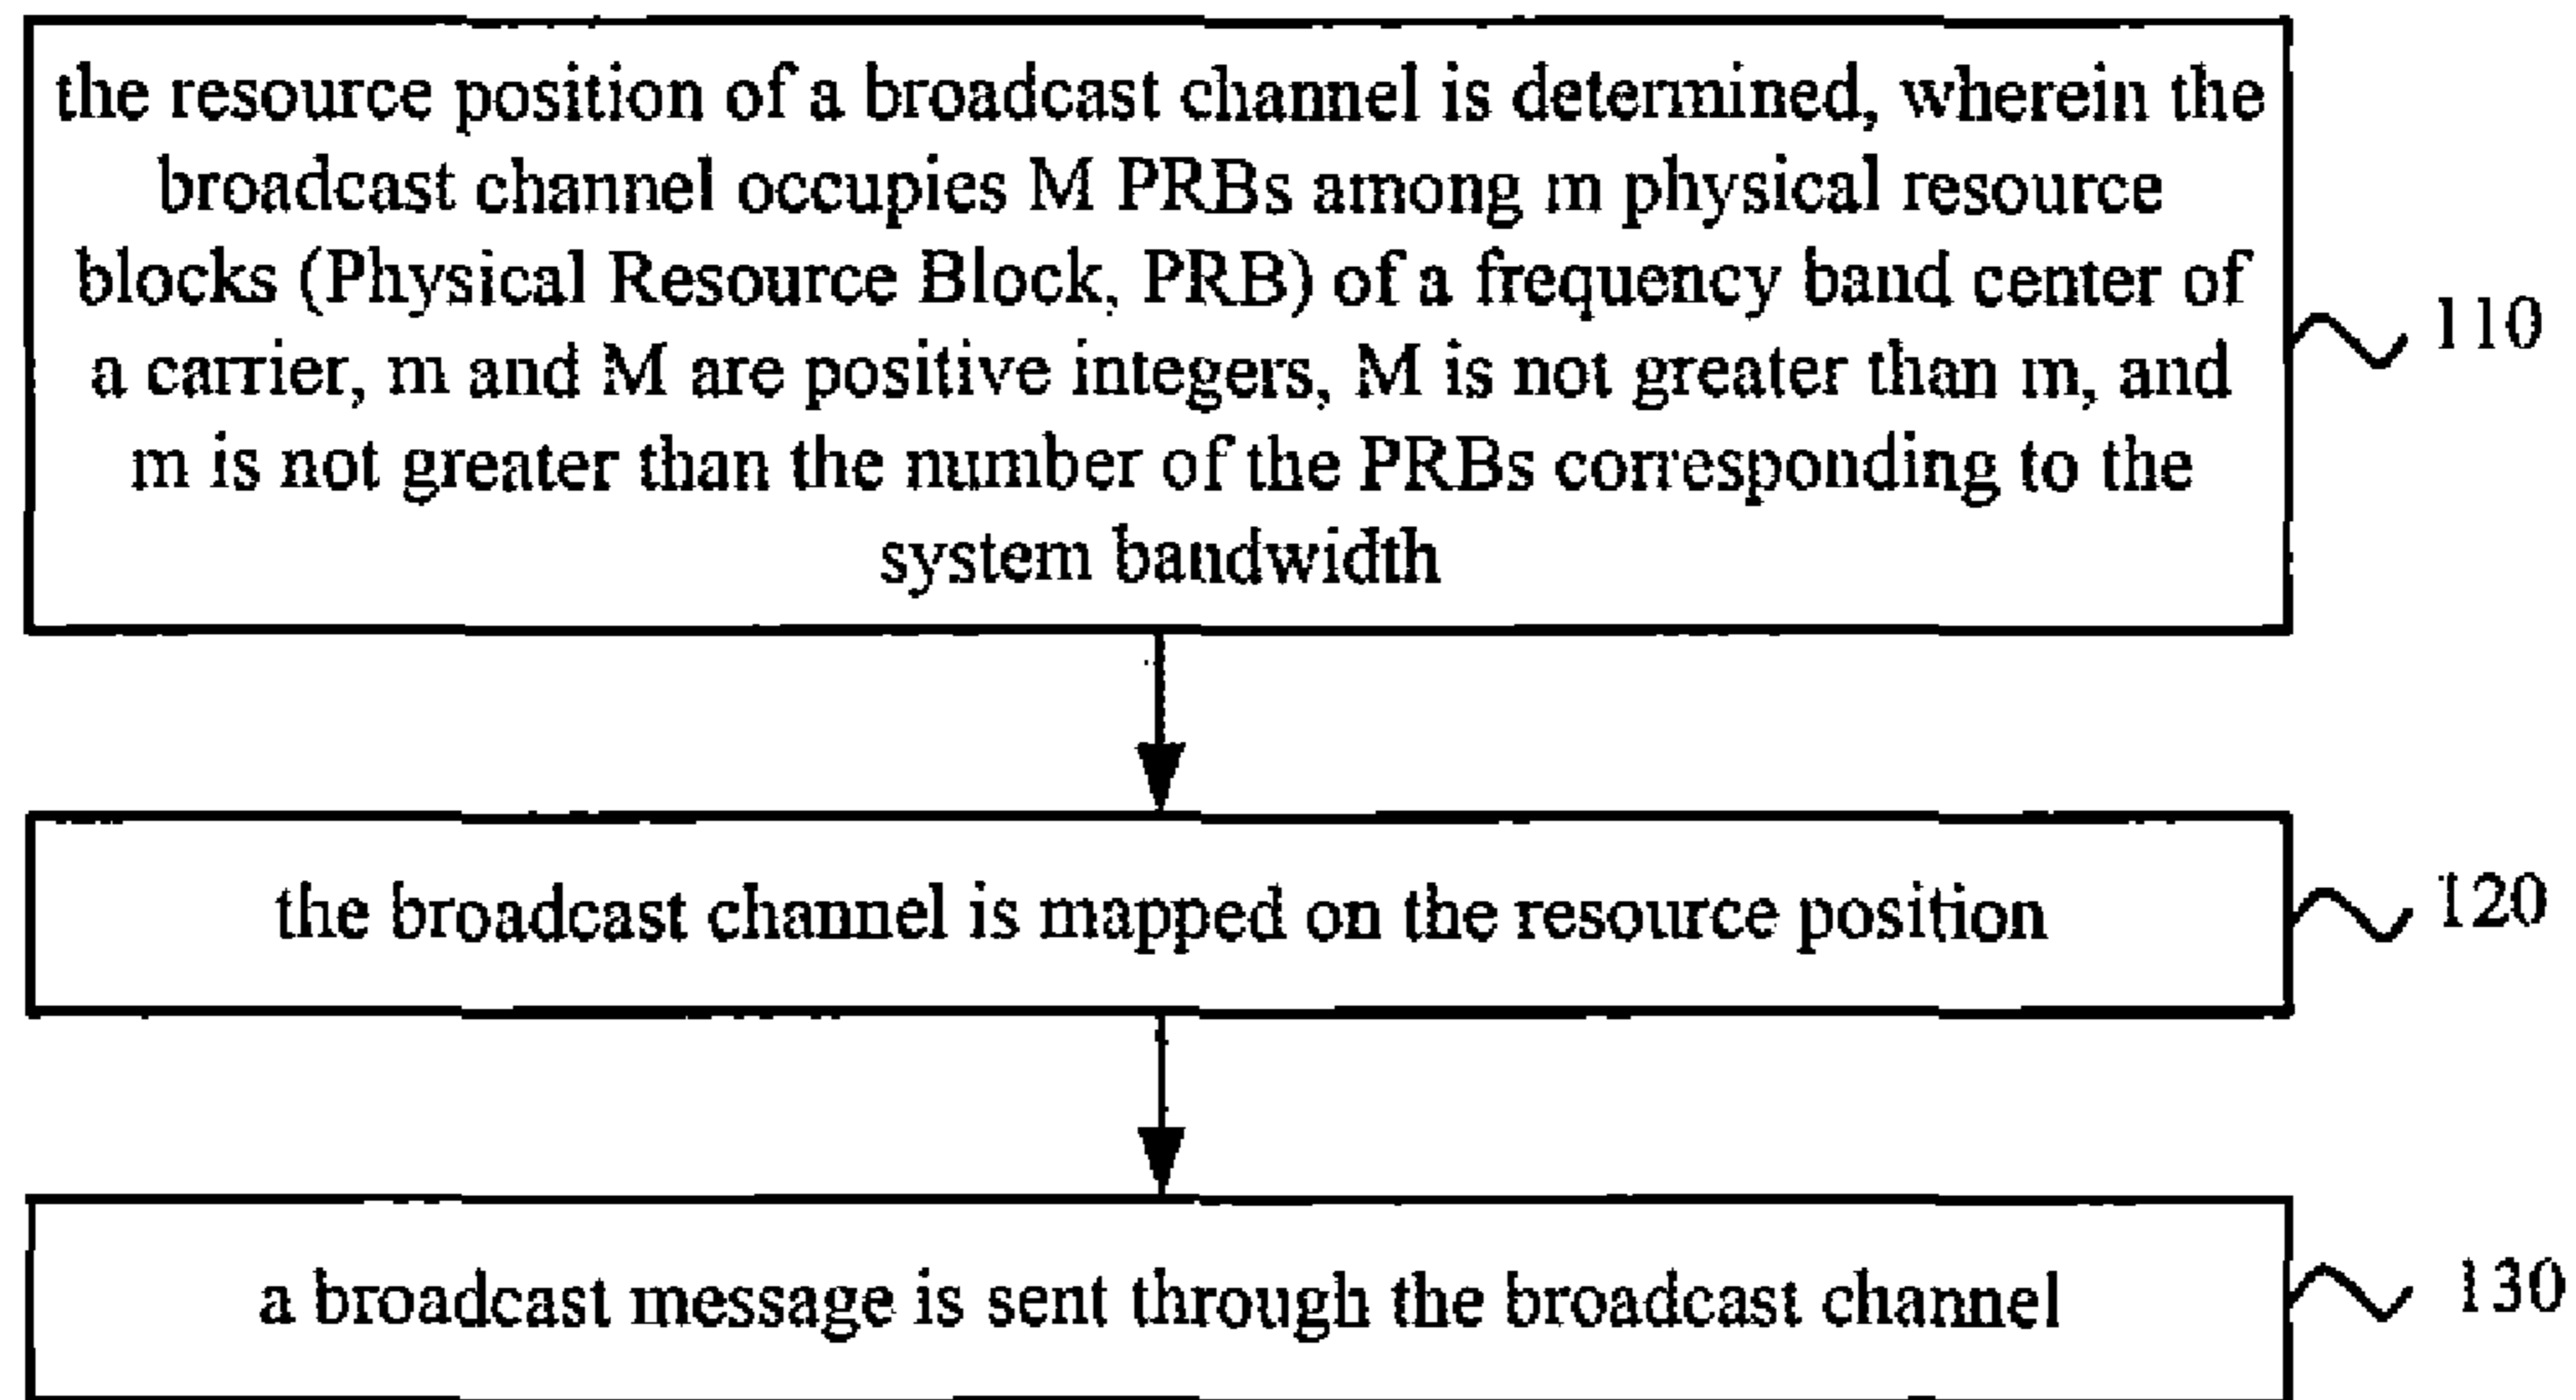 the resource position of a broadcast channel is determined, wherein the
broadcast channel occupies M PRBs among m physical resource
blocks (Physical Resource Block, PRB) of a frequency band center of
a carrier, m and M are positive integers, M is not greater than m, and
m is not greater than the number of the PRBs corresponding to the
system bandwidth
110
the broadcast channel is mapped on the resource position
120
a broadcast message is sent through the broadcast channel
130